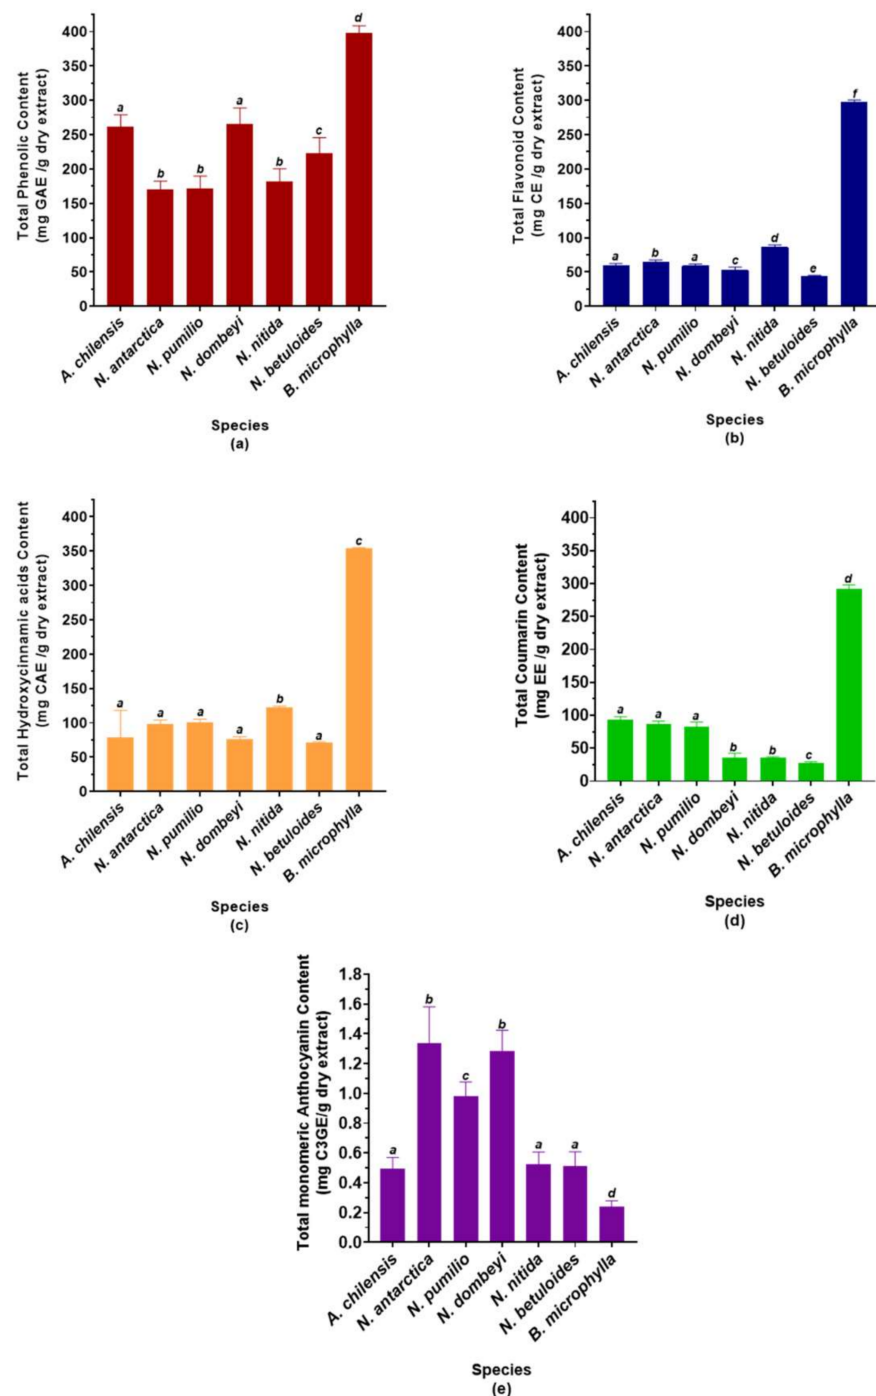 Total Phenolic Content
(mg GAE /g dry extract)
400
350
300
250
200
150
100
50
0
a
b
b
a
b
c
d
A. chilensis
N. antarctica
N. pumilio
N. dombeyi
N. nitida
N. betuloides
B. microphylla
Species
(a)
Total Flavonoid Content
(mg CE /g dry extract)
400
350
300
250
200
150
100
50
0
a
b
a
c
d
e
f
A. chilensis
N. antarctica
N. pumilio
N. dombeyi
N. nitida
N. betuloides
B. microphylla
Species
(b)
Total Hydroxycinnamic acids Content
(mg CAE /g dry extract)
400
350
300
250
200
150
100
50
0
a
a
a
a
b
a
c
A. chilensis
N. antarctica
N. pumilio
N. dombeyi
N. nitida
N. betuloides
B. microphylla
Species
(c)
Total Coumarin Content
(mg EE /g dry extract)
400
350
300
250
200
150
100
50
0
a
a
a
b
b
c
d
A. chilensis
N. antarctica
N. pumilio
N. dombeyi
N. nitida
N. betuloides
B. microphylla
Species
(d)
Total monomeric Anthocyanin Content
(mg C3GE/g dry extract)
1.8
1.6
1.4
1.2
1.0
0.8
0.6
0.4
0.2
0.0
a
b
c
b
a
a
d
A. chilensis
N. antarctica
N. pumilio
N. dombeyi
N. nitida
N. betuloides
B. microphylla
Species
(e)